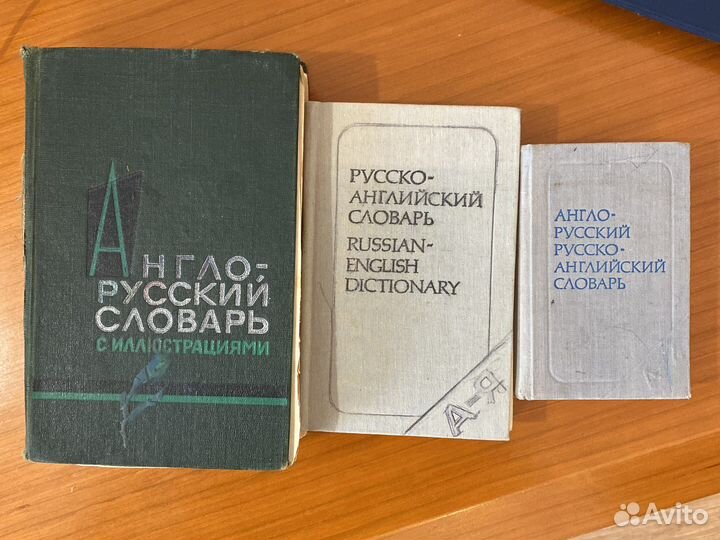 Англо-
русский
словарь
с иллюстрациями
Русско-
английский
словарь
Russian-
English
Dictionary
А-Я
Англо-
русский
русско-
английский
словарь
Avito